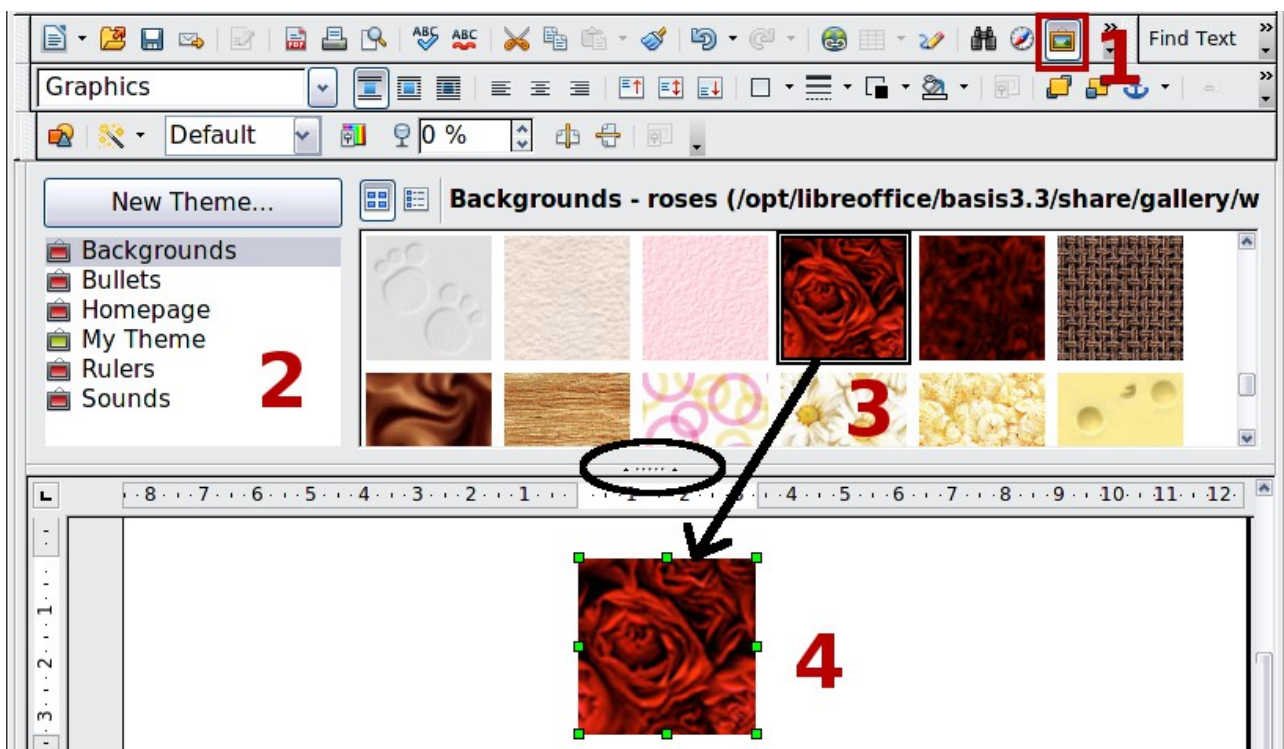 ABC ABC Find Text
1
Graphics
Default 0 %
New Theme... Backgrounds - roses (/opt/libreoffice/basis3.3/share/gallery/w
Backgrounds
Bullets
Homepage
My Theme
Rulers
Sounds
2
3
8 7 6 5 4 3 2 1 1 2 3 4 5 6 7 8 9 10 11 12
1
2
3
4